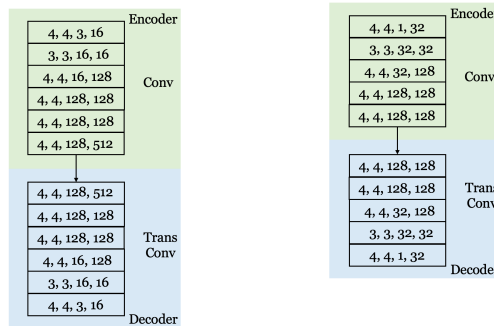 Encoder
4, 4, 3, 16
3, 3, 16, 16
4, 4, 16, 128
4, 4, 128, 128
4, 4, 128, 128
4, 4, 128, 512
Conv
4, 4, 128, 512
4, 4, 128, 128
4, 4, 128, 128
4, 4, 16, 128
3, 3, 16, 16
4, 4, 3, 16
Trans
Conv
Decoder
Encoder
4, 4, 1, 32
3, 3, 32, 32
4, 4, 32, 128
4, 4, 128, 128
4, 4, 128, 128
Conv
4, 4, 128, 128
4, 4, 128, 128
4, 4, 32, 128
3, 3, 32, 32
4, 4, 1, 32
Trans
Conv
Decoder